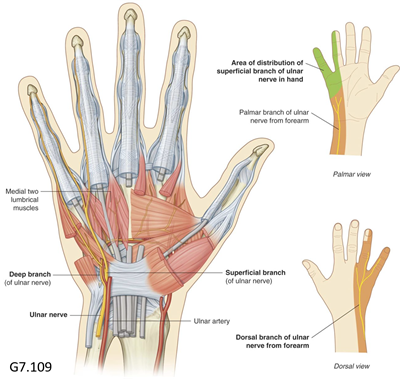 Area of distribution of
superficial branch of ulnar
nerve in hand
Palmar branch of ulnar
nerve from forearm
Palmar view
Medial two
lumbrical
muscles
Deep branch
(of ulnar nerve)
Superficial branch
(of ulnar nerve)
Ulnar nerve
Ulnar artery
Dorsal branch of ulnar
nerve from forearm
Dorsal view
G7.109